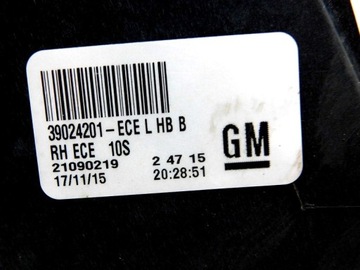 39024201-ECE L HB B
RH ECE 10S
21090219 2 47 15
17/11/15 20:28:51
GM